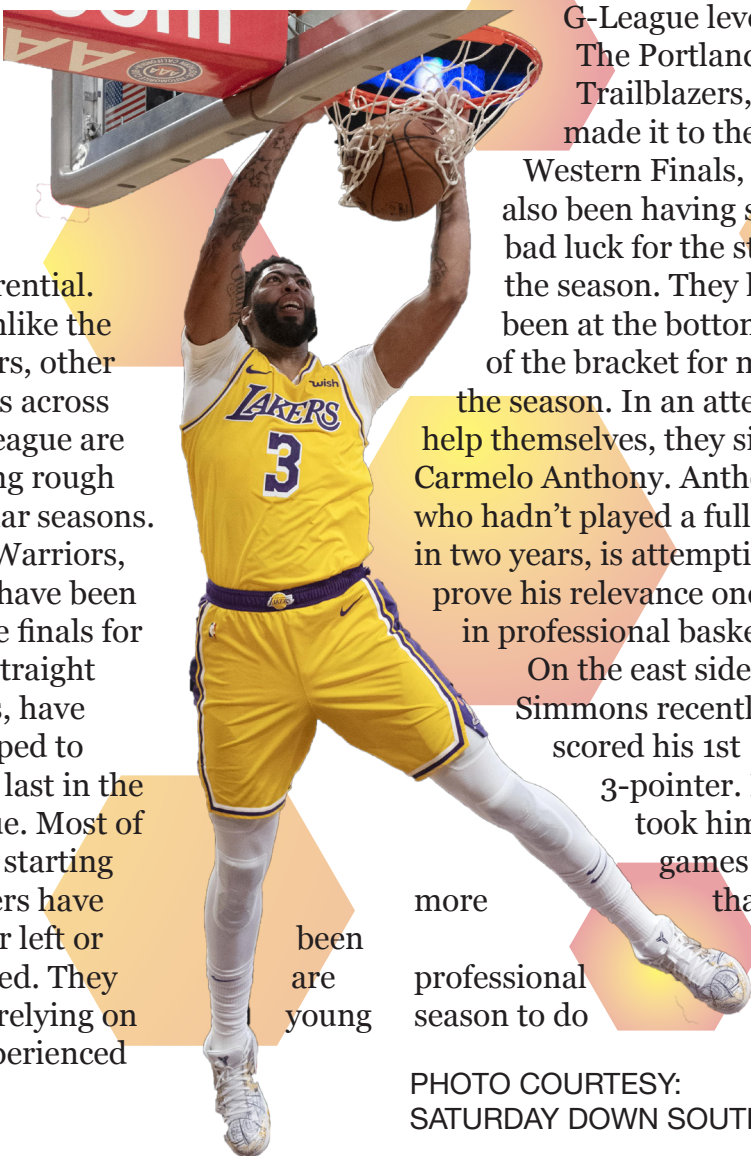 om
AAA
rential.
nlike the
rs, other
s across
eague are
ng rough
ar seasons.
Warriors,
have been
e finals for
traight
s, have
ped to
last in the
ue. Most of
starting
ers have
r left or been
ed. They are
relying on young
perienced
wish
LAKERS
3
G-League leve
The Portland
Trailblazers,
made it to the
Western Finals,
also been having s
bad luck for the st
the season. They h
been at the bottom
of the bracket for m
the season. In an atte
help themselves, they si
Carmelo Anthony. Antho
who hadn’t played a full
in two years, is attempti
prove his relevance onc
in professional baske
On the east side
Simmons recentl
scored his 1st
3-pointer. I
took him
games
more tha
professional
season to do
PHOTO COURTESY:
SATURDAY DOWN SOUTH